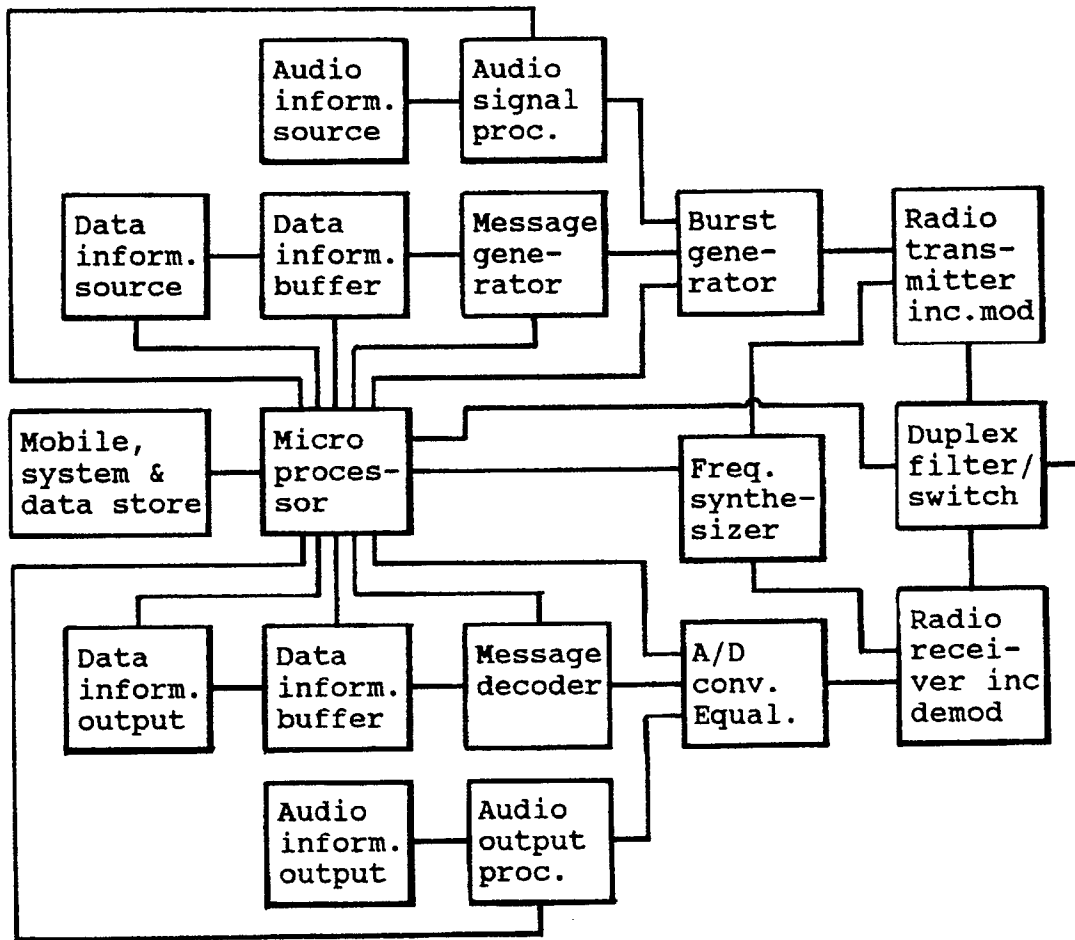 Audio
inform.
source
Audio
signal
proc.
Data
inform.
source
Data
inform.
buffer
Message
gene-
rator
Burst
gene-
rator
Radio
trans-
mitter
inc.mod
Mobile,
system &
data store
Micro
proces-
sor
Freq.
synthe-
sizer
Duplex
filter/
switch
Data
inform.
output
Data
inform.
buffer
Message
decoder
A/D
conv.
Equal.
Radio
recei-
ver inc
demod
Audio
inform.
output
Audio
output
proc.